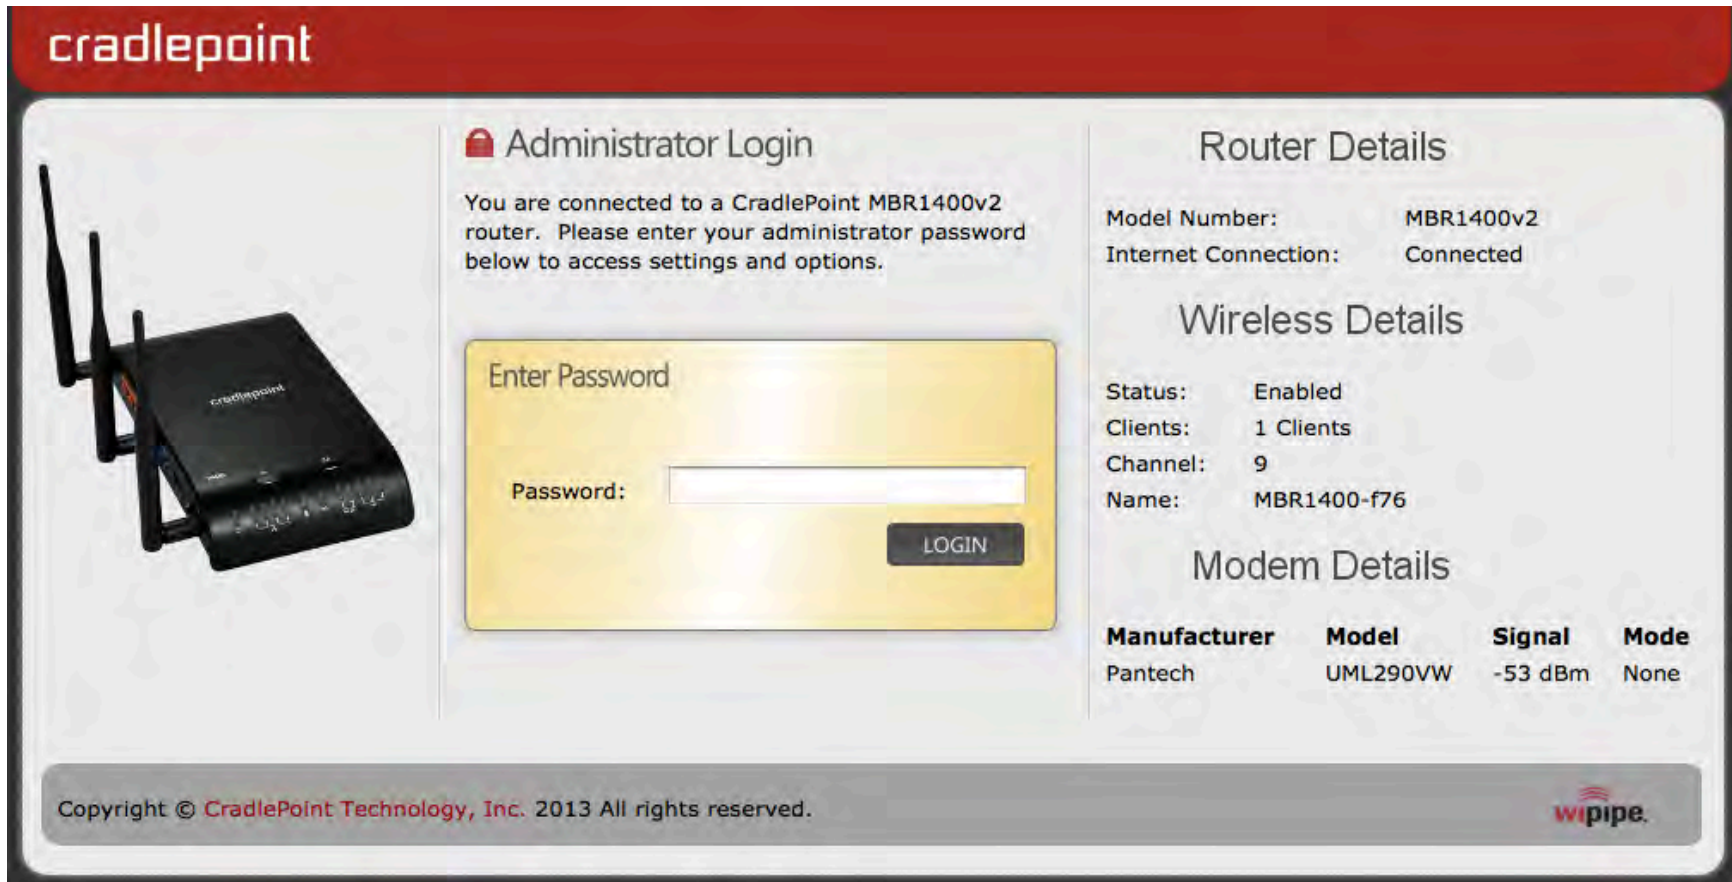 cradlepoint
Administrator Login
You are connected to a CradlePoint MBR1400v2
router. Please enter your administrator password
below to access settings and options.
cradlepoint
Enter Password
Password:
LOGIN
Router Details
Model Number: MBR1400v2
Internet Connection: Connected
Wireless Details
Status: Enabled
Clients: 1 Clients
Channel: 9
Name: MBR1400-f76
Modem Details
Manufacturer Model Signal Mode
Pantech UML290VW -53 dBm None
Copyright © CradlePoint Technology, Inc. 2013 All rights reserved.
wipipe.